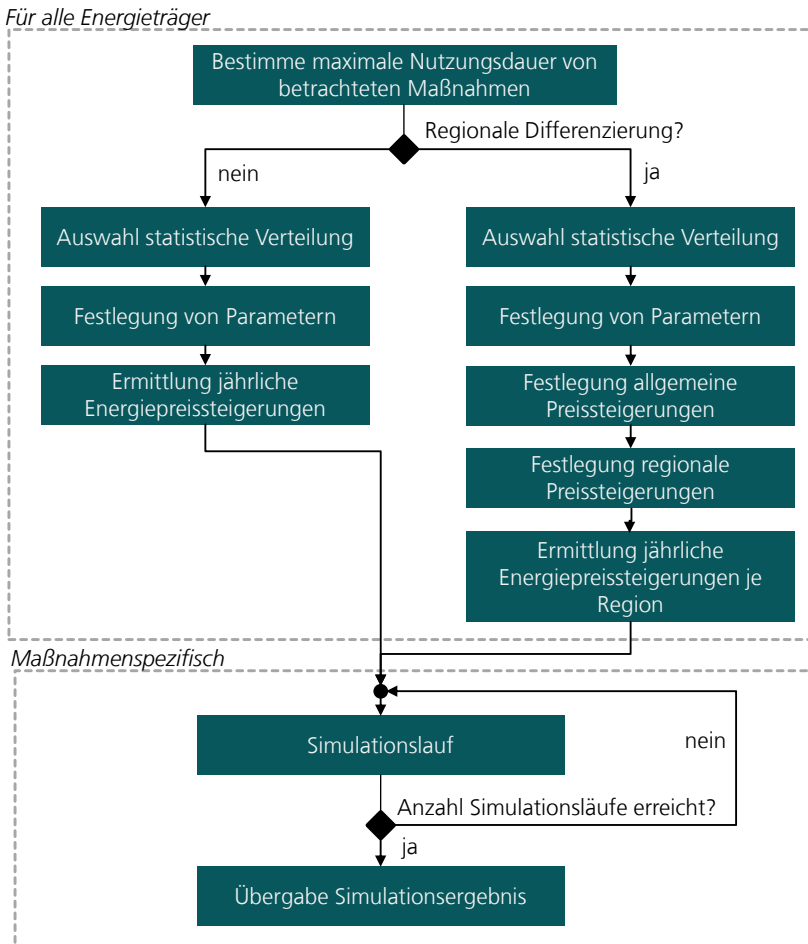 Für alle Energieträger
Bestimme maximale Nutzungsdauer von
betrachteten Maßnahmen
Regionale Differenzierung?
nein
ja
Auswahl statistische Verteilung
Festlegung von Parametern
Ermittlung jährliche
Energiepreissteigerungen
Auswahl statistische Verteilung
Festlegung von Parametern
Festlegung allgemeine
Preissteigerungen
Festlegung regionale
Preissteigerungen
Ermittlung jährliche
Energiepreissteigerungen je
Region
Maßnahmenspezifisch
Simulationslauf
nein
Anzahl Simulationsläufe erreicht?
ja
Übergabe Simulationsergebnis